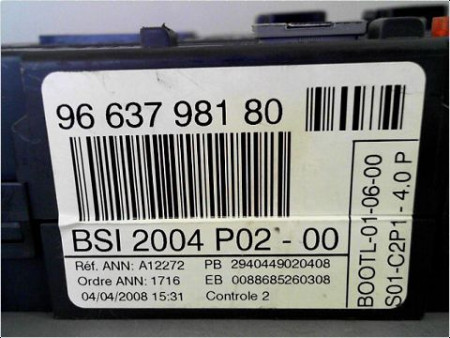 96 637 981 80
BSI 2004 P02 - 00
Réf. ANN: A12272 PB 2940449020408
Ordre ANN: 1716 EB 0088685260308
04/04/2008 15:31 Controle 2
BOOTL-01-06-00
S01-C2P1 - 4.0 P